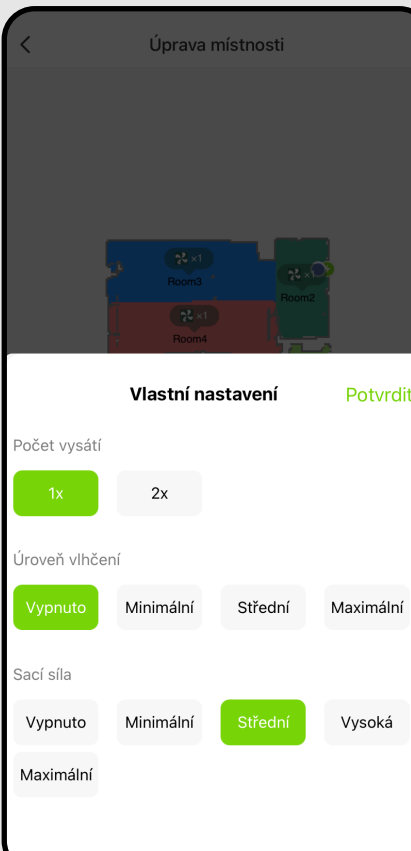 Úprava místnosti
×1
Room3
Room2
×1
Room4
Vlastní nastavení
Potvrdit
Počet vysátí
1x
2x
Úroveň vlhčení
Vypnuto
Minimální
Střední
Maximální
Sací síla
Vypnuto
Minimální
Střední
Vysoká
Maximální